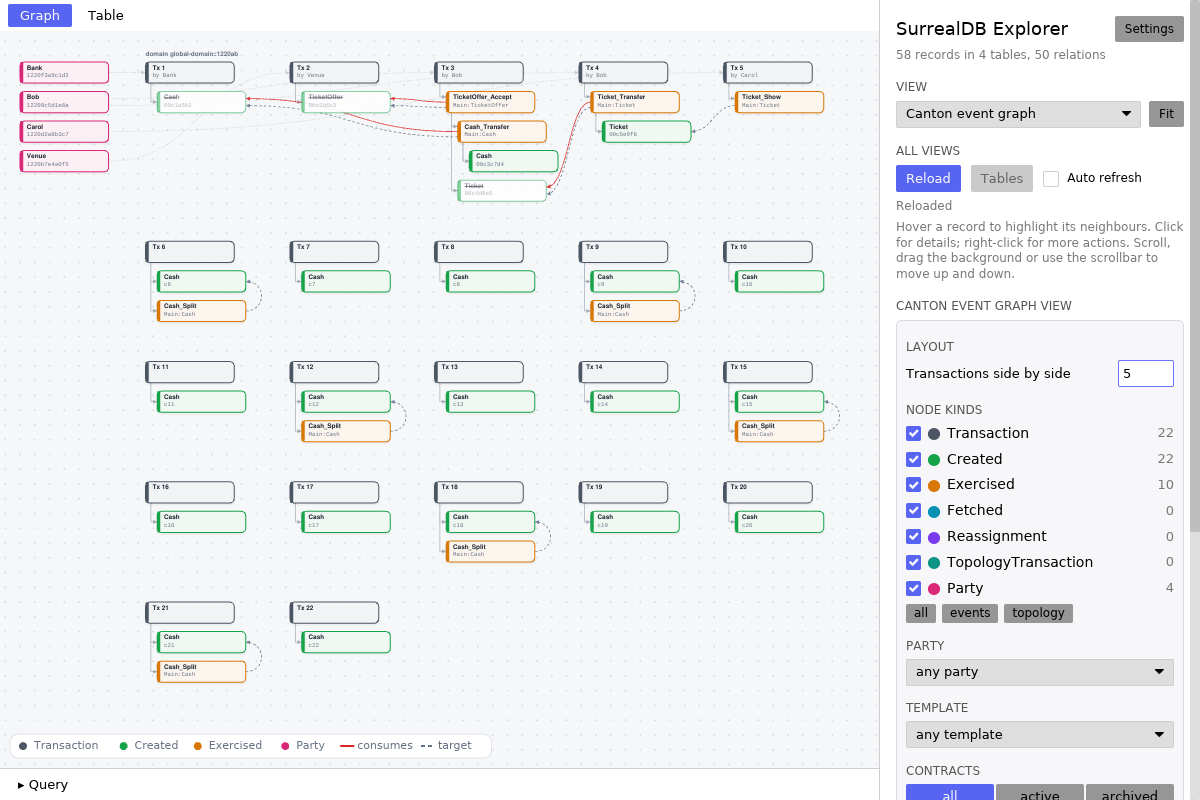 Graph
Table
domain global-domain::1220ab
Bank
Tx 1
by Bank
Tx 2
by Venue
Tx 3
by Bob
Tx 4
by Bob
Tx 5
by Carol
Bob
Cash
TicketOffer
TicketOffer_Accept
Main:TicketOffer
Ticket_Transfer
Main:Ticket
Ticket_Show
Main:Ticket
Carol
Cash_Transfer
Main:Cash
Ticket
Venue
Cash
Ticket
Tx 6
Tx 7
Tx 8
Tx 9
Tx 10
Cash
c6
Cash
c7
Cash
c8
Cash
c9
Cash
c10
Cash_Split
Main:Cash
Cash_Split
Main:Cash
Tx 11
Tx 12
Tx 13
Tx 14
Tx 15
Cash
c11
Cash
c12
Cash
c13
Cash
c14
Cash
c15
Cash_Split
Main:Cash
Cash_Split
Main:Cash
Tx 16
Tx 17
Tx 18
Tx 19
Tx 20
Cash
c16
Cash
c17
Cash
c18
Cash
c19
Cash
c20
Cash_Split
Main:Cash
Tx 21
Tx 22
Cash
c21
Cash
c22
Cash_Split
Main:Cash
Transaction
Created
Exercised
Party
consumes
target
▸ Query
SurrealDB Explorer
Settings
58 records in 4 tables, 50 relations
VIEW
Canton event graph
Fit
ALL VIEWS
Reload
Tables
Auto refresh
Reloaded
Hover a record to highlight its neighbours. Click
for details; right-click for more actions. Scroll,
drag the background or use the scrollbar to
move up and down.
CANTON EVENT GRAPH VIEW
LAYOUT
Transactions side by side
5
NODE KINDS
Transaction 22
Created 22
Exercised 10
Fetched 0
Reassignment 0
TopologyTransaction 0
Party 4
all
events
topology
PARTY
any party
TEMPLATE
any template
CONTRACTS
all
active
archived